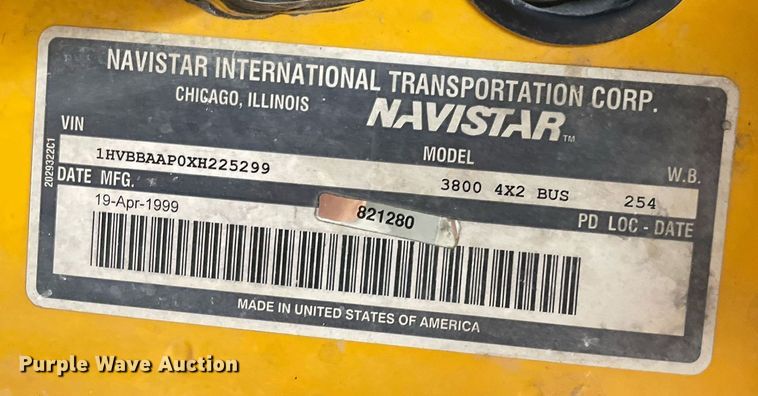 NAVISTAR INTERNATIONAL TRANSPORTATION CORP.
CHICAGO, ILLINOIS
NAVISTAR™
VIN
MODEL
W.B.
1HVBBAAP0XH225299
3800 4X2 BUS
254
DATE MFG.
PD LOC - DATE
19-Apr-1999
821280
MADE IN UNITED STATES OF AMERICA
2029322C1
Purple Wave Auction